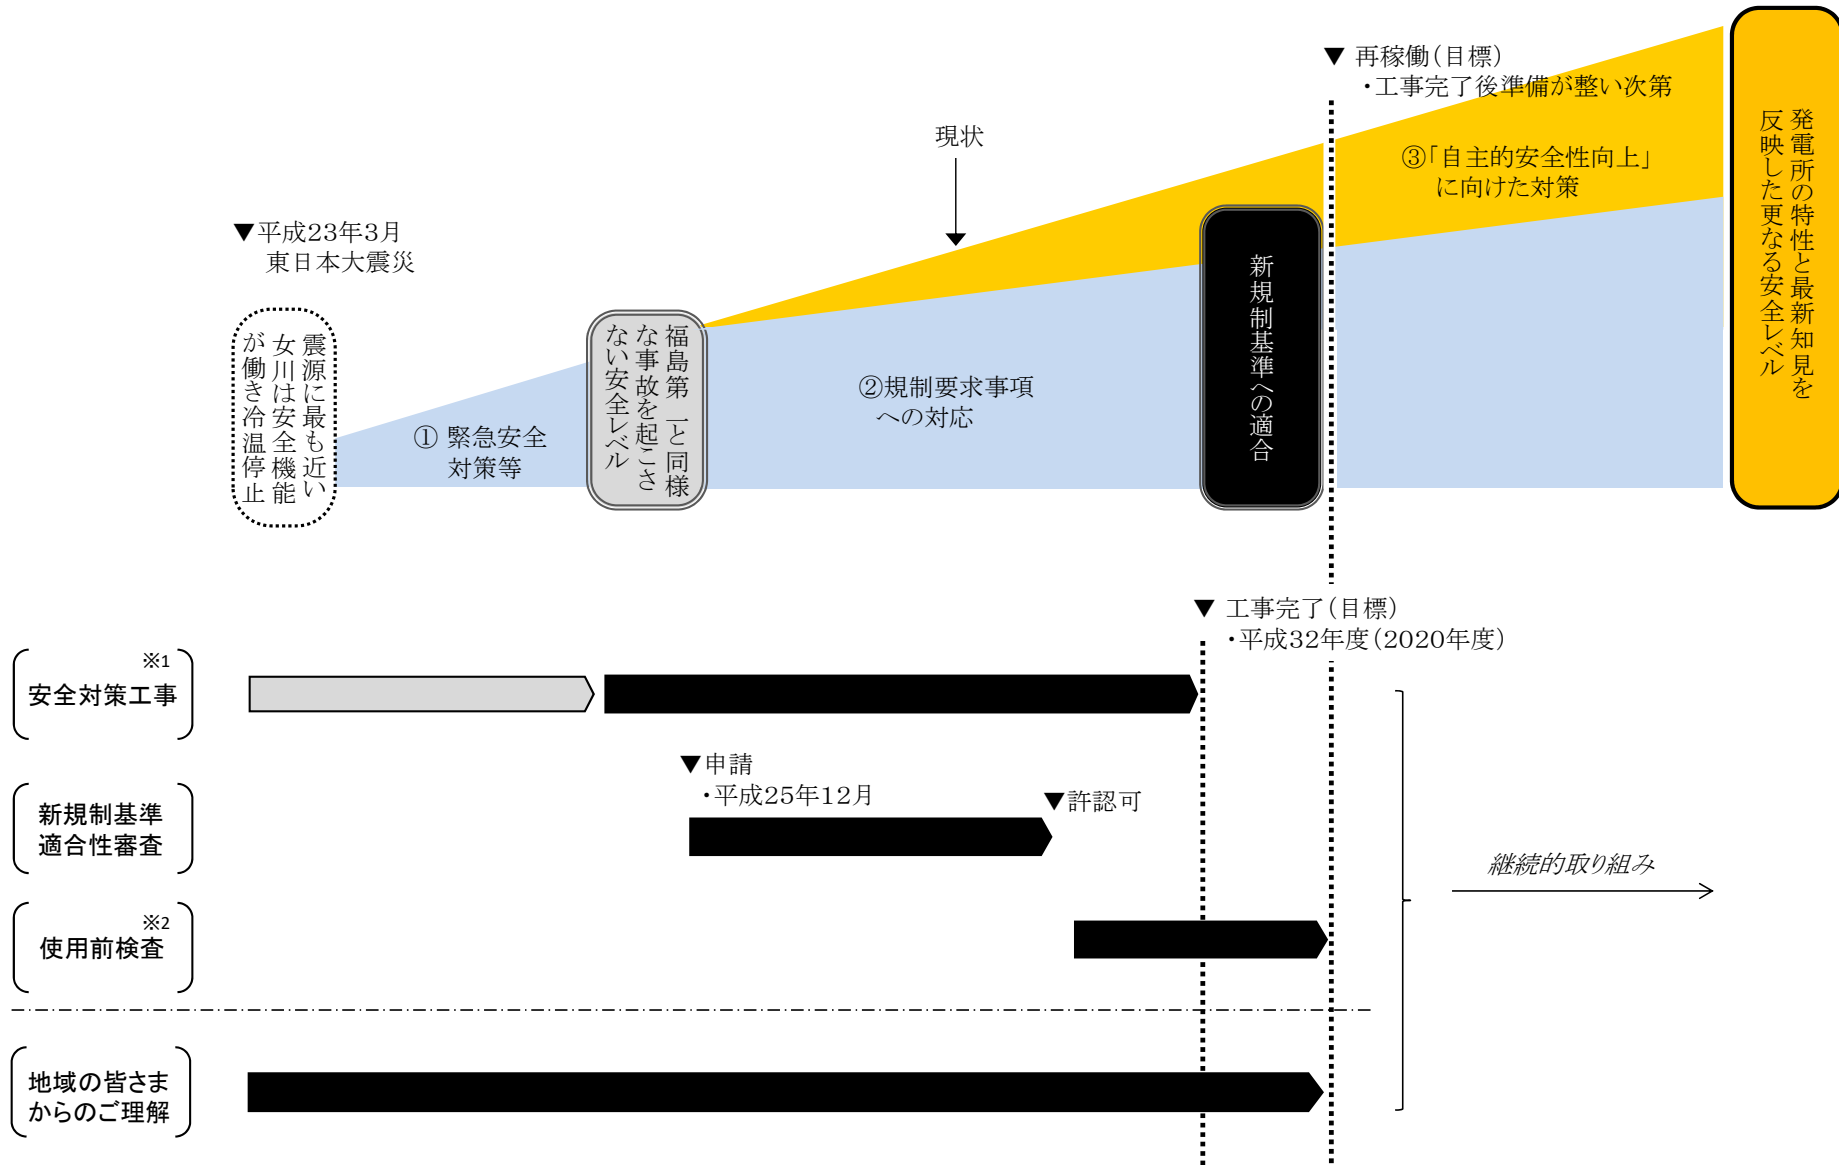 ▼ 再稼働(目標)
・工事完了後準備が整い次第
現状
③「自主的安全性向上」
に向けた対策
発電所の特性と最新知見を
反映した更なる安全レベル
▼平成23年3月
東日本大震災
震源に最も近い
女川は安全機能
が働き冷温停止
① 緊急安全
対策等
福島第一と同様
な事故を起こさ
ない安全レベル
②規制要求事項
への対応
新規制基準への適合
▼ 工事完了(目標)
・平成32年度(2020年度)
※1
安全対策工事
▼申請
・平成25年12月
▼許認可
新規制基準
適合性審査
継続的取り組み
※2
使用前検査
地域の皆さま
からのご理解